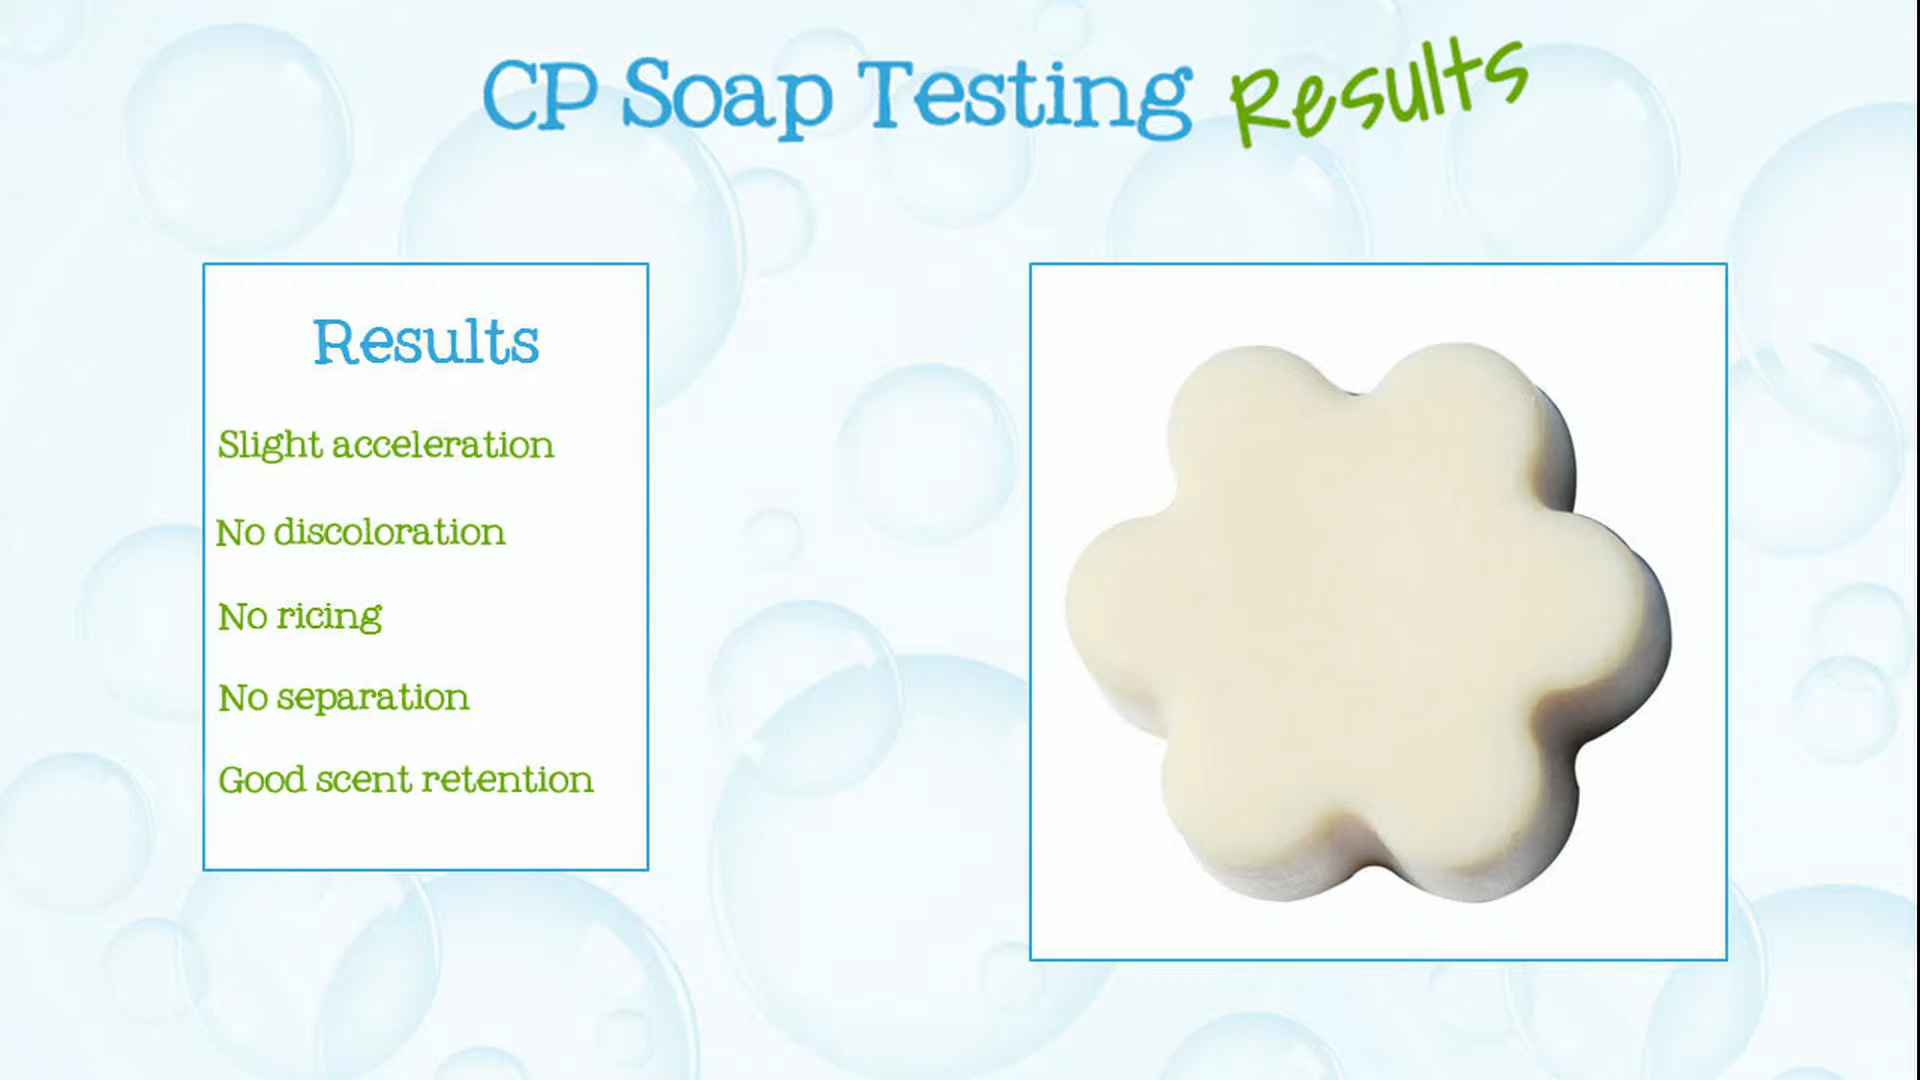 CP Soap Testing Results
Results
Slight acceleration
No discoloration
No ricing
No separation
Good scent retention